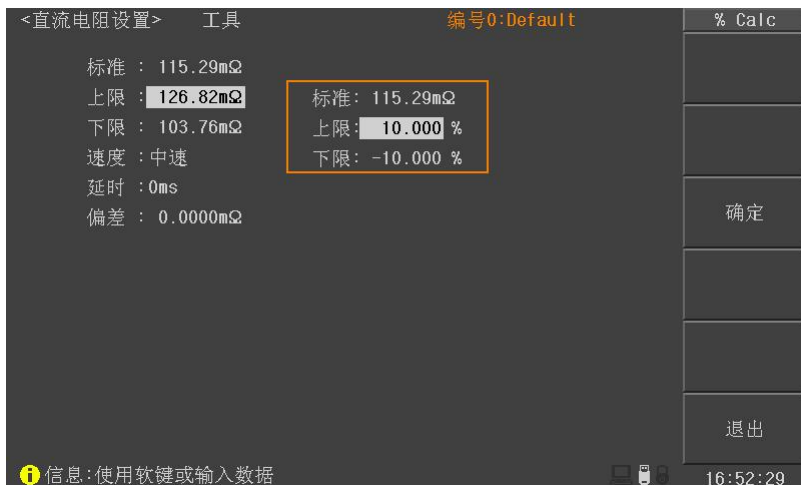 <直流电阻设置> 工具 编号0:Default % Calc
标准 : 115.29mΩ
上限 : 126.82mΩ
下限 : 103.76mΩ
速度 :中速
延时 :0ms
偏差 : 0.0000mΩ
标准: 115.29mΩ
上限: 10.000 %
下限: -10.000 %
确定
退出
信息:使用软键或输入数据
16:52:29